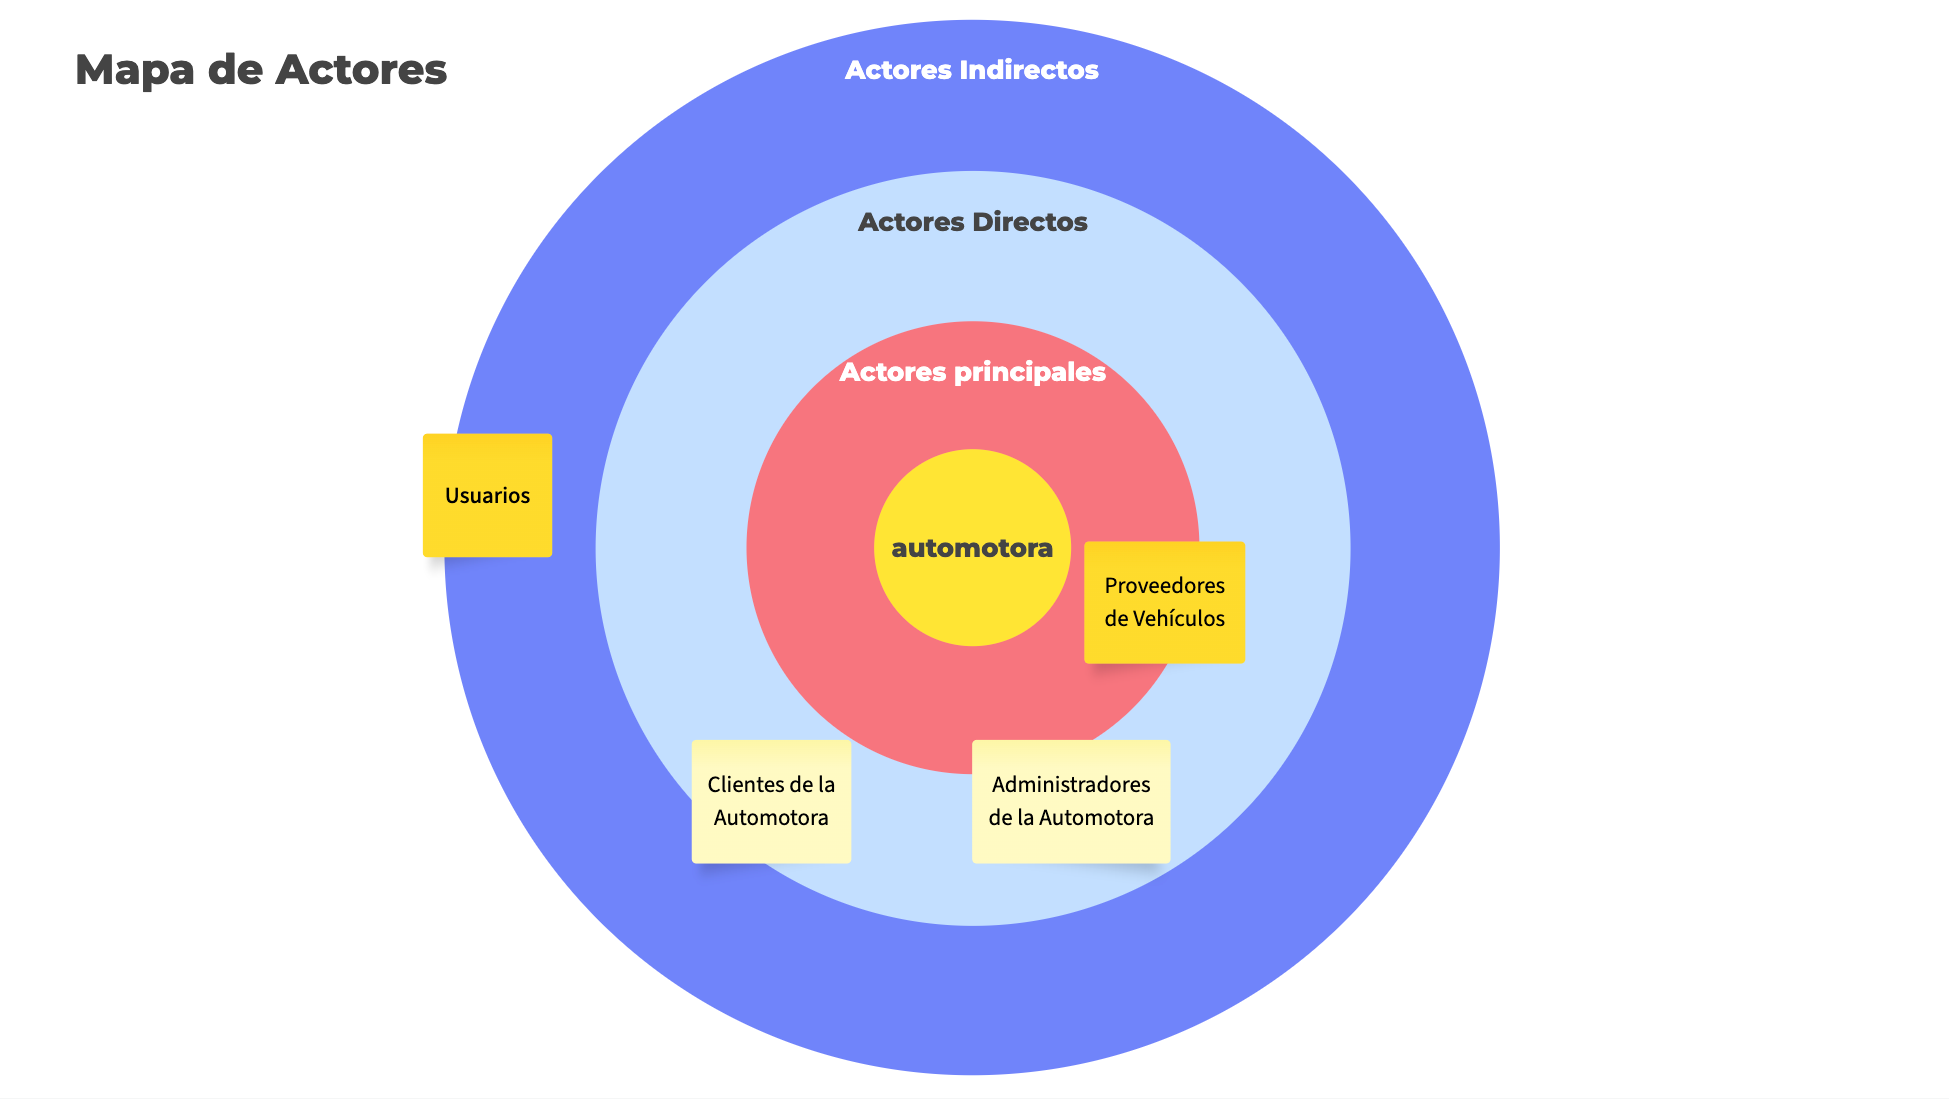 Mapa de Actores
Actores Indirectos
Actores Directos
Actores principales
Usuarios
automotora
Proveedores
de Vehículos
Clientes de la
Automotora
Administradores
de la Automotora